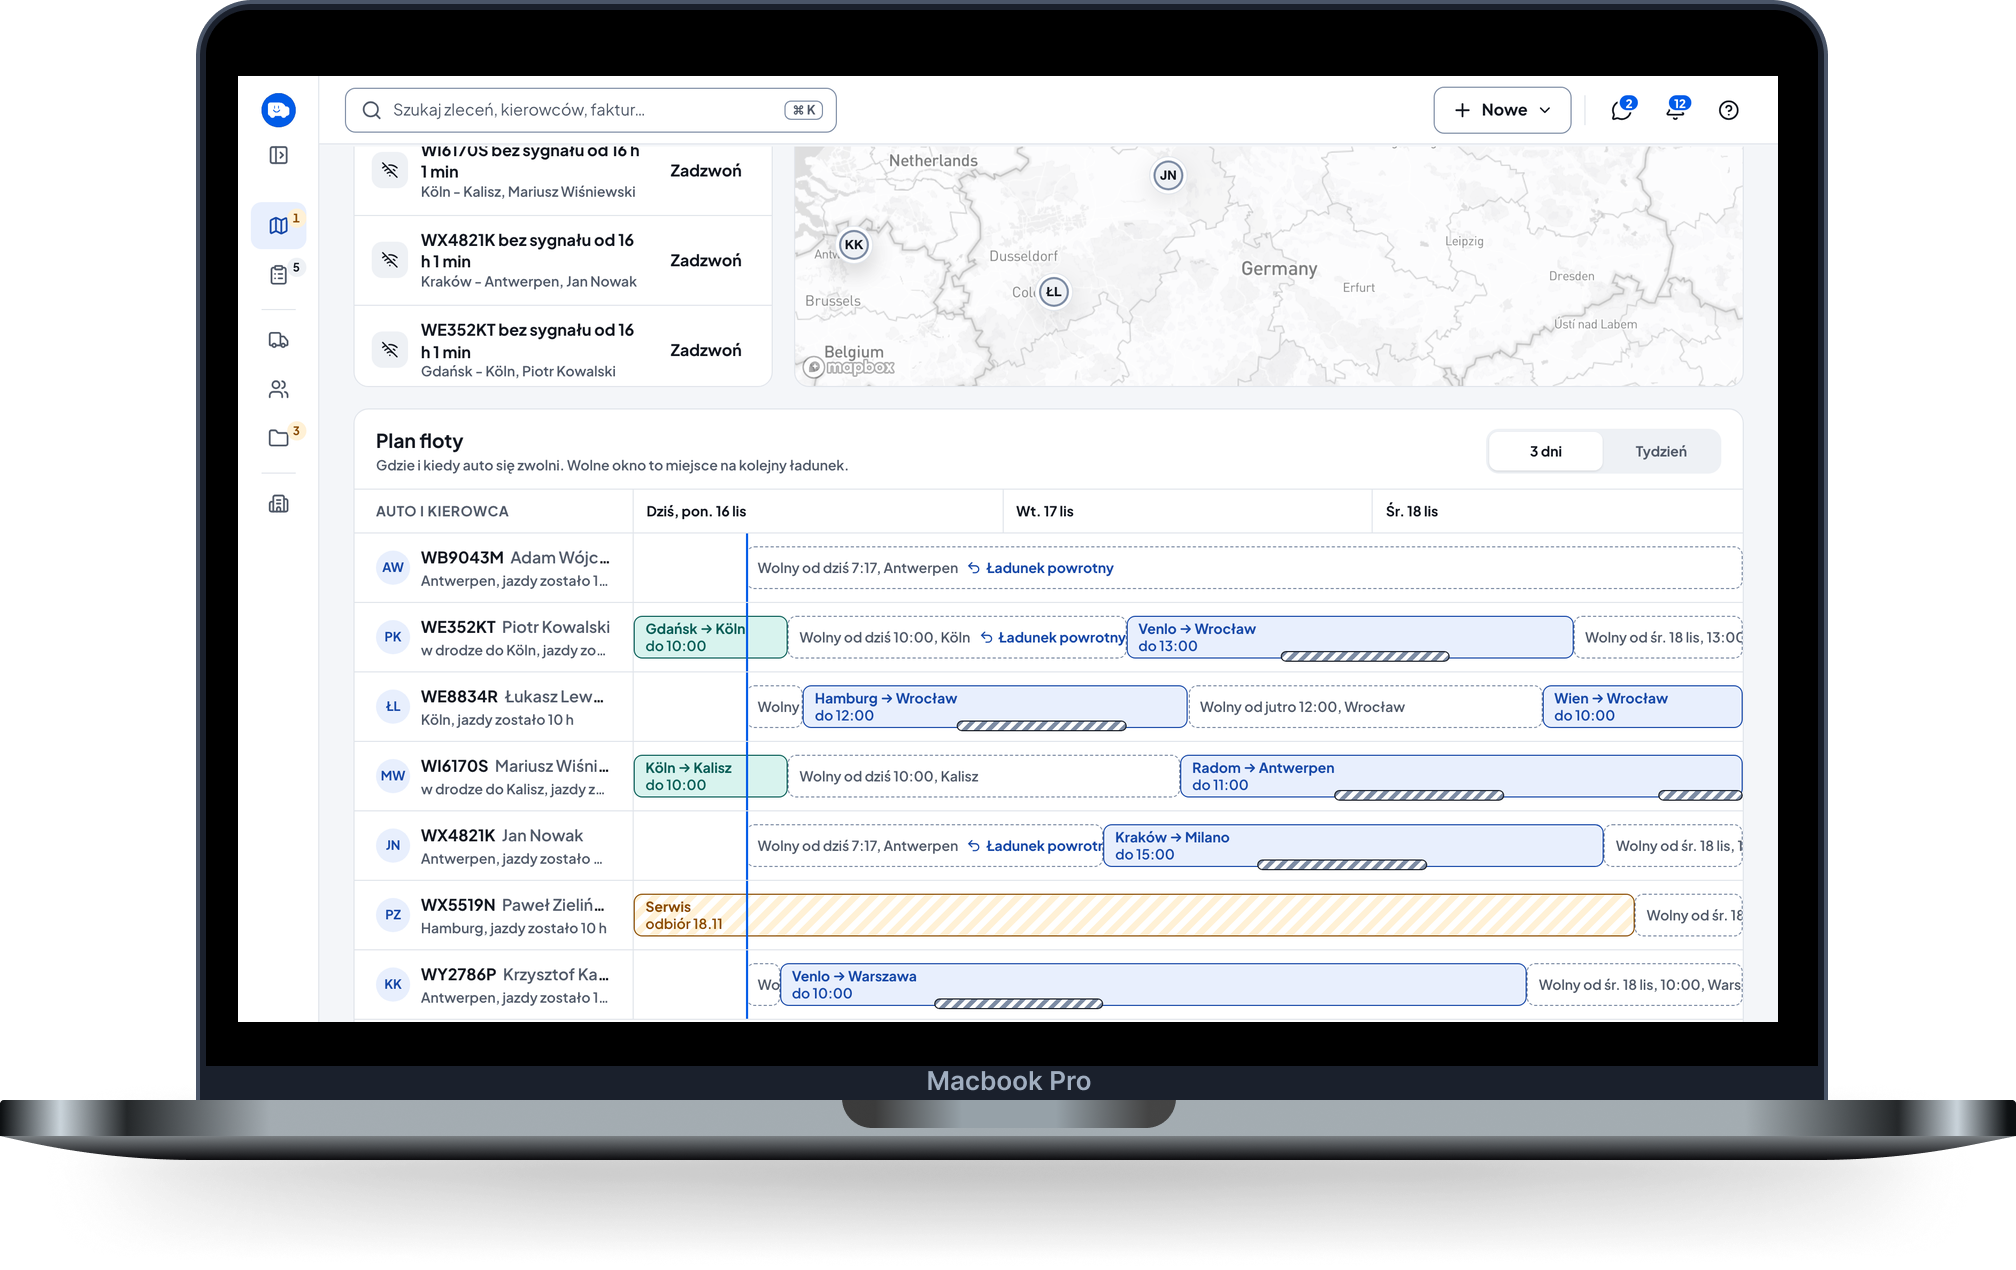 Szukaj zleceń, kierowców, faktur...
⌘ K
Nowe
2
12
1
5
3
WI6170S bez sygnału od 16 h
1 min
Köln - Kalisz, Mariusz Wiśniewski
Zadzwoń
WX4821K bez sygnału od 16
h 1 min
Kraków - Antwerpen, Jan Nowak
Zadzwoń
WE352KT bez sygnału od 16
h 1 min
Gdańsk - Köln, Piotr Kowalski
Zadzwoń
Netherlands
JN
KK
Antw
Dusseldorf
Leipzig
Germany
Dresden
Erfurt
Colo
ŁL
Brussels
Ústí nad Labem
Belgium
mapbox
Plan floty
Gdzie i kiedy auto się zwolni. Wolne okno to miejsce na kolejny ładunek.
3 dni
Tydzień
AUTO I KIEROWCA
Dziś, pon. 16 lis
Wt. 17 lis
Śr. 18 lis
AW
WB9043M Adam Wójc...
Antwerpen, jazdy zostało 1...
Wolny od dziś 7:17, Antwerpen
Ładunek powrotny
PK
WE352KT Piotr Kowalski
w drodze do Köln, jazdy zo...
Gdańsk → Köln
do 10:00
Wolny od dziś 10:00, Köln
Ładunek powrotny
Venlo → Wrocław
do 13:00
Wolny od śr. 18 lis, 13:00
ŁL
WE8834R Łukasz Lew...
Köln, jazdy zostało 10 h
Wolny
Hamburg → Wrocław
do 12:00
Wolny od jutro 12:00, Wrocław
Wien → Wrocław
do 10:00
MW
WI6170S Mariusz Wiśni...
w drodze do Kalisz, jazdy z...
Köln → Kalisz
do 10:00
Wolny od dziś 10:00, Kalisz
Radom → Antwerpen
do 11:00
JN
WX4821K Jan Nowak
Antwerpen, jazdy zostało ...
Wolny od dziś 7:17, Antwerpen
Ładunek powrotn
Kraków → Milano
do 15:00
Wolny od śr. 18 lis, 1
PZ
WX5519N Paweł Zieliń...
Hamburg, jazdy zostało 10 h
Serwis
odbiór 18.11
Wolny od śr. 18
KK
WY2786P Krzysztof Ka...
Antwerpen, jazdy zostało 1...
Wo
Venlo → Warszawa
do 10:00
Wolny od śr. 18 lis, 10:00, Wars
Macbook Pro